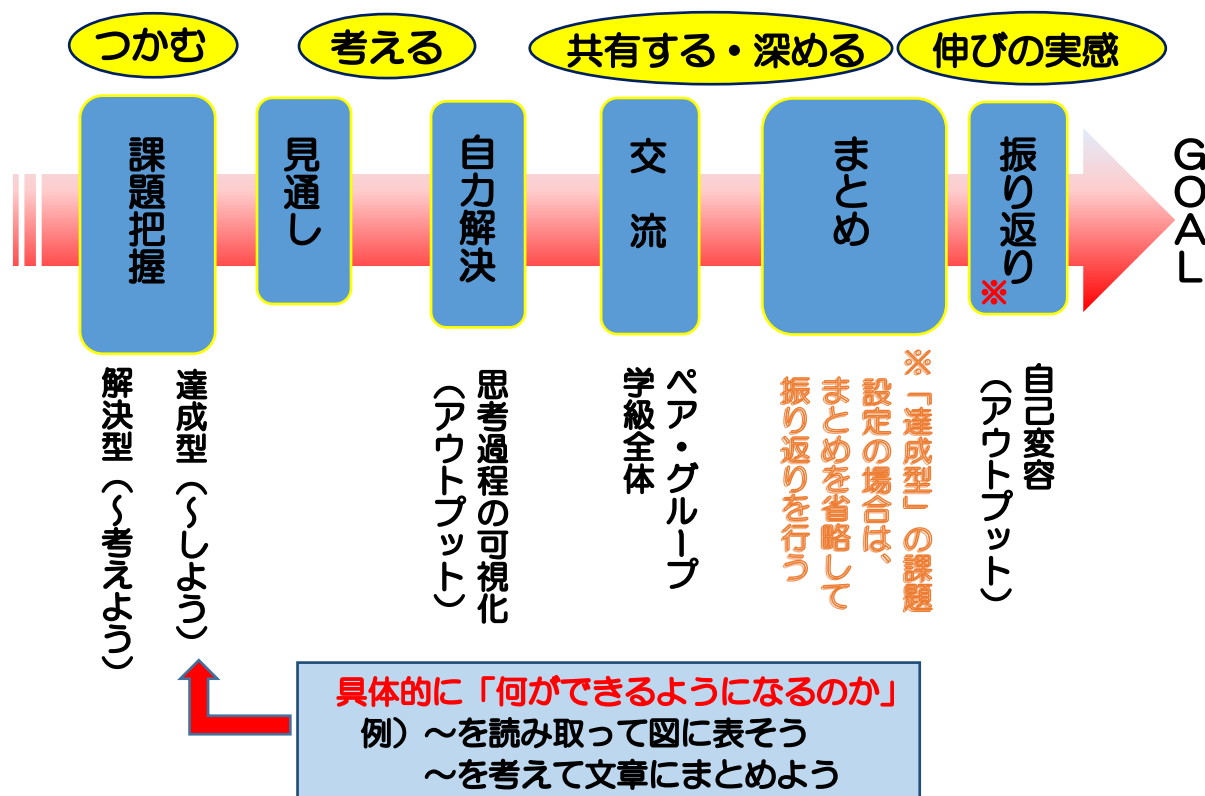 つかむ
考える
共有する・深める
伸びの実感
課題把握
見通し
自力解決
交 流
まとめ
振り返り
※
GOAL
達成型(~しよう)
解決型(~考えよう)
思考過程の可視化
(アウトプット)
ペア・グループ
学級全体
※「達成型」の課題
設定の場合は、
まとめを省略して
振り返りを行う
自己変容
(アウトプット)
具体的に「何ができるようになるのか」
例)~を読み取って図に表そう
~を考えて文章にまとめよう